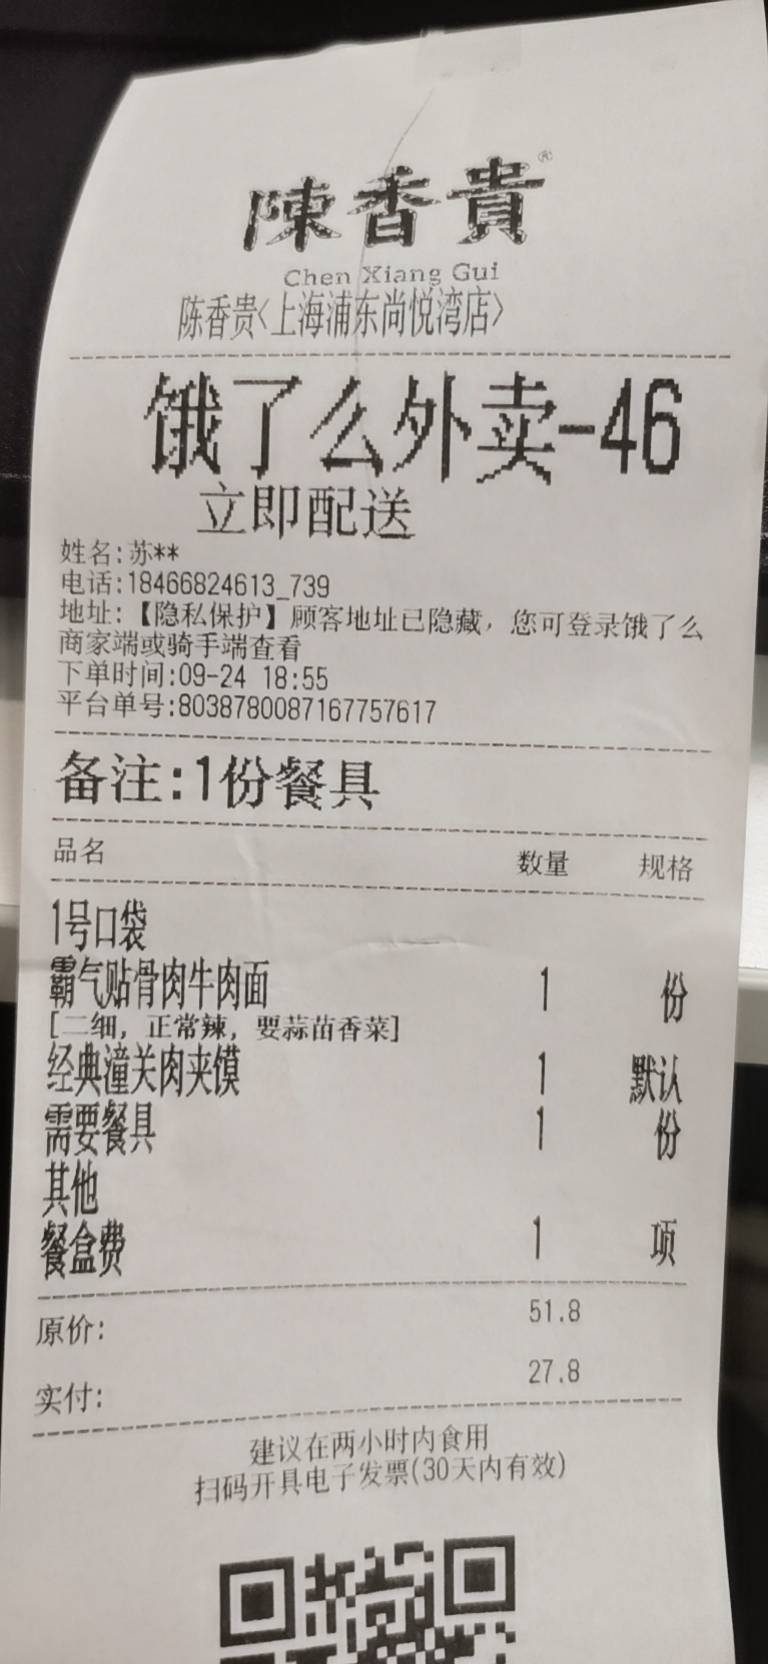 陳香貴®
Chen Xiang Gui
陈香贵<上海浦东尚悦湾店>
饿了么外卖-46
立即配送
姓名:苏**
电话:18466824613_739
地址:【隐私保护】顾客地址已隐藏，您可登录饿了么
商家端或骑手端查看
下单时间:09-24 18:55
平台单号:8038780087167757617
备注:1份餐具
品名 数量 规格
1号口袋
霸气贴骨肉牛肉面 1 份
[二细, 正常辣, 要蒜苗香菜]
经典潼关肉夹馍 1 默认
需要餐具 1 份
其他
餐盒费 1 项
原价: 51.8
实付: 27.8
建议在两小时内食用
扫码开具电子发票(30天内有效)